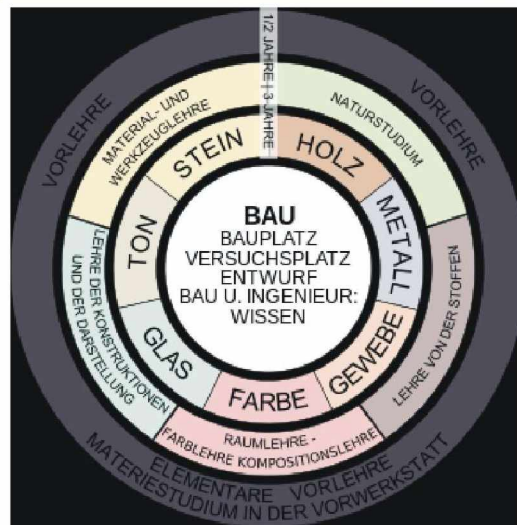 1/2 JAHRE | 3-JAHRE
VORLEHRE
VORLEHRE
MATERIAL- UND
WERKZEUGLEHRE
NATURSTUDIUM
STEIN
HOLZ
TON
METALL
BAU
BAUPLATZ
VERSUCHSPLATZ
ENTWURF
BAU U. INGENIEUR:
WISSEN
LEHRE DER KONSTRUKTIONEN
UND DER DARSTELLUNG
LEHRE VON DER STOFFEN
GLAS
GEWEBE
FARBE
RAUMLEHRE -
FARBLEHRE KOMPOSITIONSLEHRE
ELEMENTARE VORLEHRE
MATERIESTUDIUM IN DER VORWERKSTATT